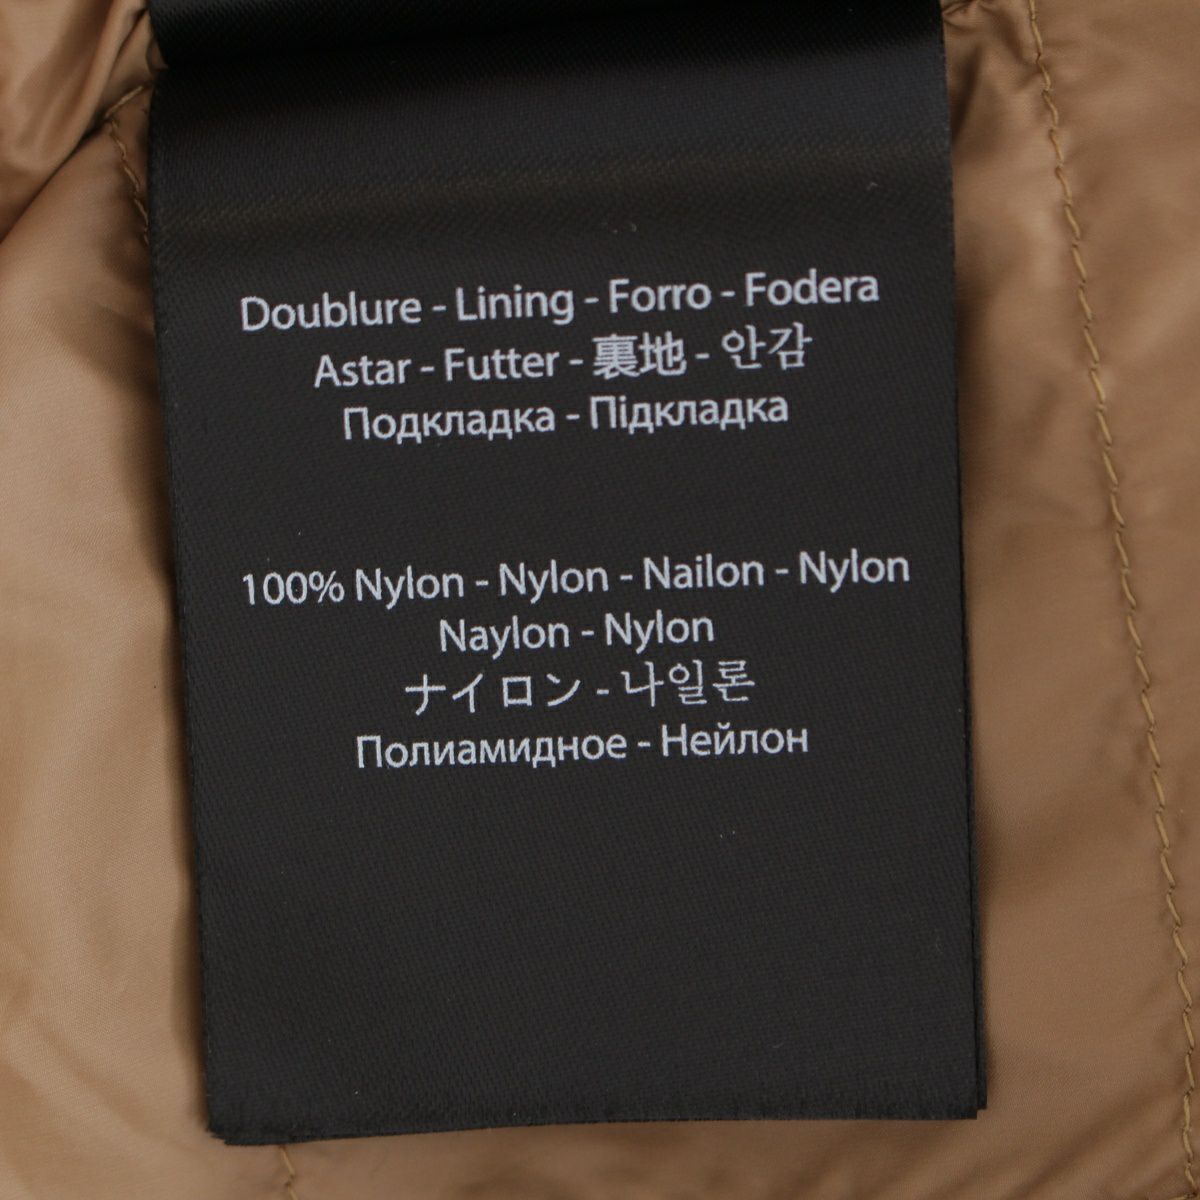 Doublure - Lining - Forro - Fodera
Astar - Futter - 裏地 - 안감
Подкладка - Підкладка
100% Nylon - Nylon - Nailon - Nylon
Naylon - Nylon
ナイロン - 나일론
Полиамидное - Нейлон